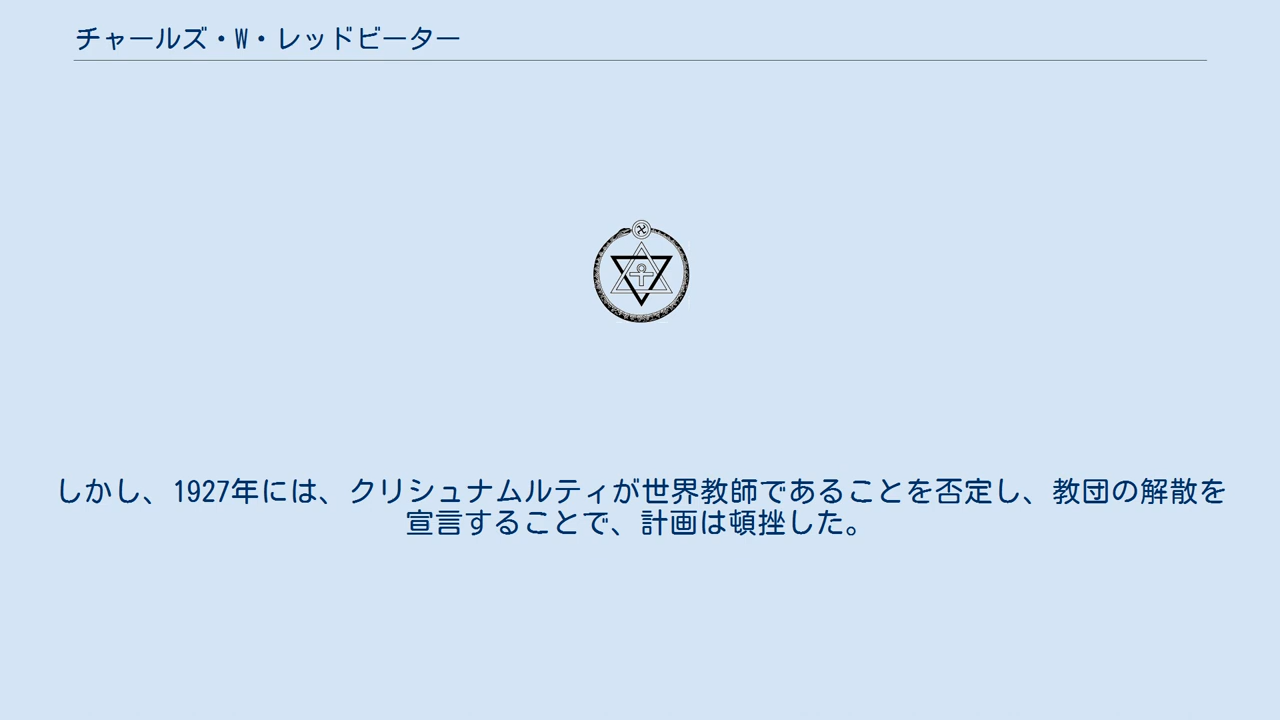 チャールズ・W・レッドビーター
しかし、1927年には、クリシュナムルティが世界教師であることを否定し、教団の解散を
宣言することで、計画は頓挫した。